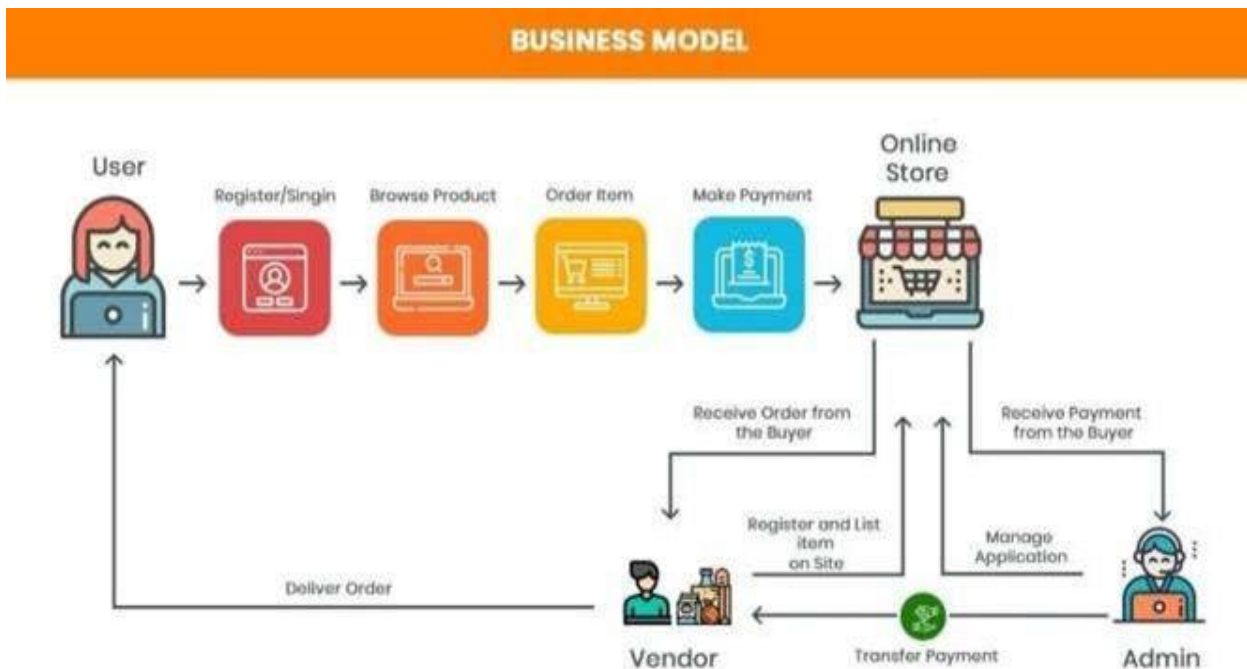 BUSINESS MODEL
User
Register/Singin
Browse Product
Order Item
Make Payment
Online
Store
Receive Order from
the Buyer
Receive Payment
from the Buyer
Register and List
item
on Site
Manage
Application
Deliver Order
Vendor
Transfer Payment
Admin